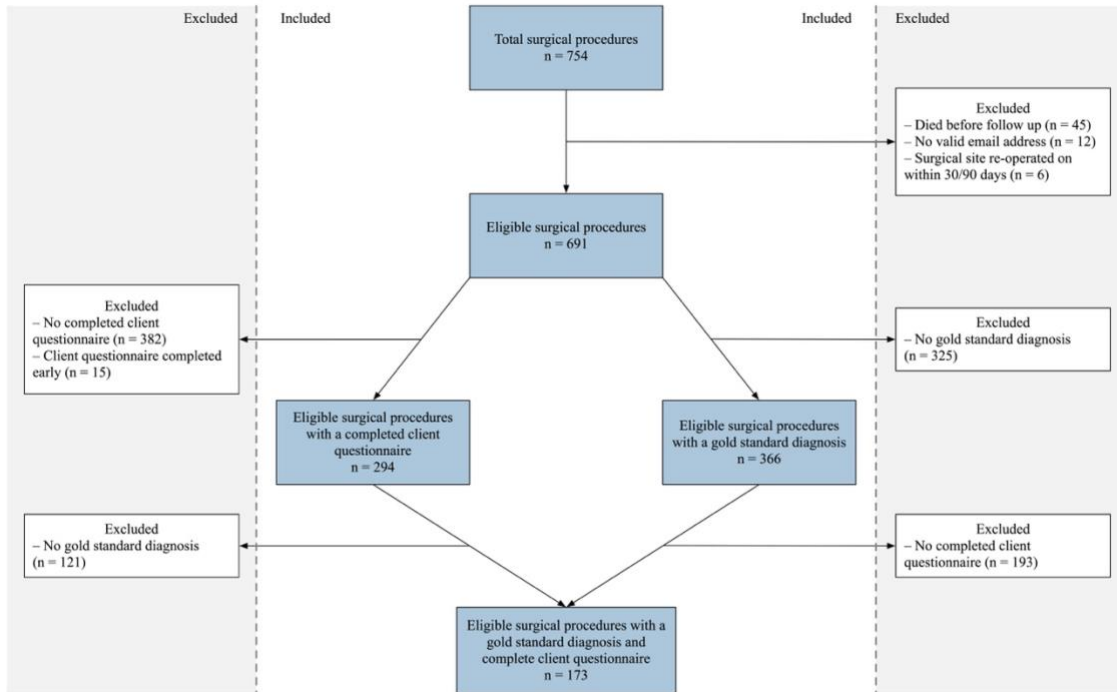 Excluded
Included
Included
Excluded
Total surgical procedures
n = 754
Excluded
– Died before follow up (n = 45)
– No valid email address (n = 12)
– Surgical site re-operated on
within 30/90 days (n = 6)
Eligible surgical procedures
n = 691
Excluded
– No completed client
questionnaire (n = 382)
– Client questionnaire completed
early (n = 15)
Excluded
– No gold standard diagnosis
(n = 325)
Eligible surgical procedures
with a completed client
questionnaire
n = 294
Eligible surgical procedures
with a gold standard diagnosis
n = 366
Excluded
– No gold standard diagnosis
(n = 121)
Excluded
– No completed client
questionnaire (n = 193)
Eligible surgical procedures with a
gold standard diagnosis and
complete client questionnaire
n = 173